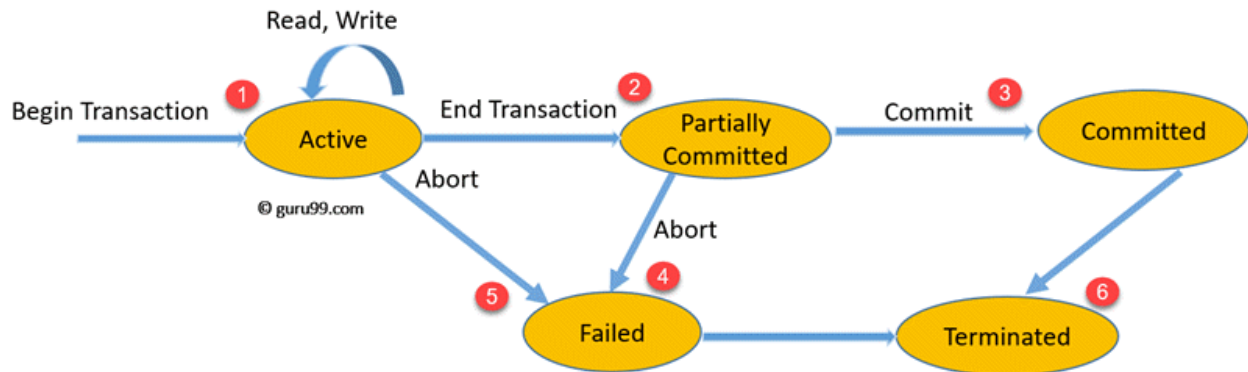 Read, Write
1
2
3
Begin Transaction
End Transaction
Commit
Active
Partially
Committed
Committed
Abort
© guru99.com
Abort
5
4
6
Failed
Terminated